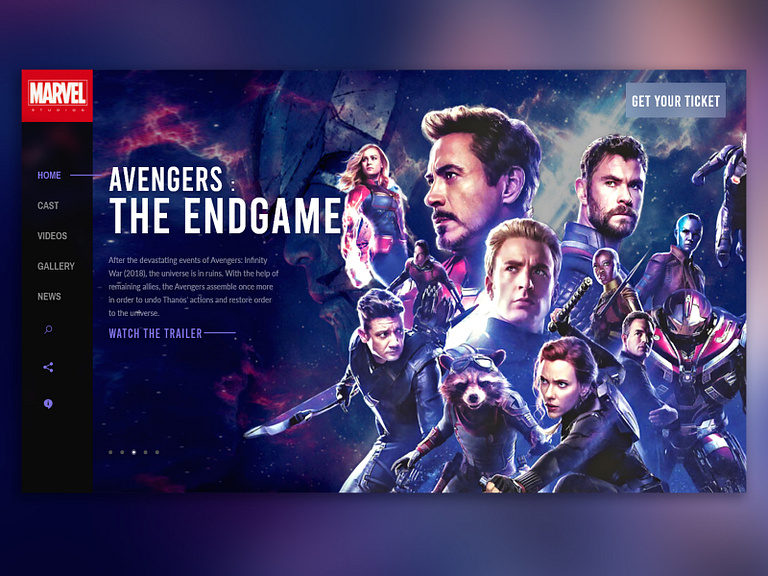 MARVEL
STUDIOS
GET YOUR TICKET
HOME
CAST
VIDEOS
GALLERY
NEWS
AVENGERS :
THE ENDGAME
After the devastating events of Avengers: Infinity
War (2018), the universe is in ruins. With the help of
remaining allies, the Avengers assemble once more
in order to undo Thanos' actions and restore order
to the universe.
WATCH THE TRAILER